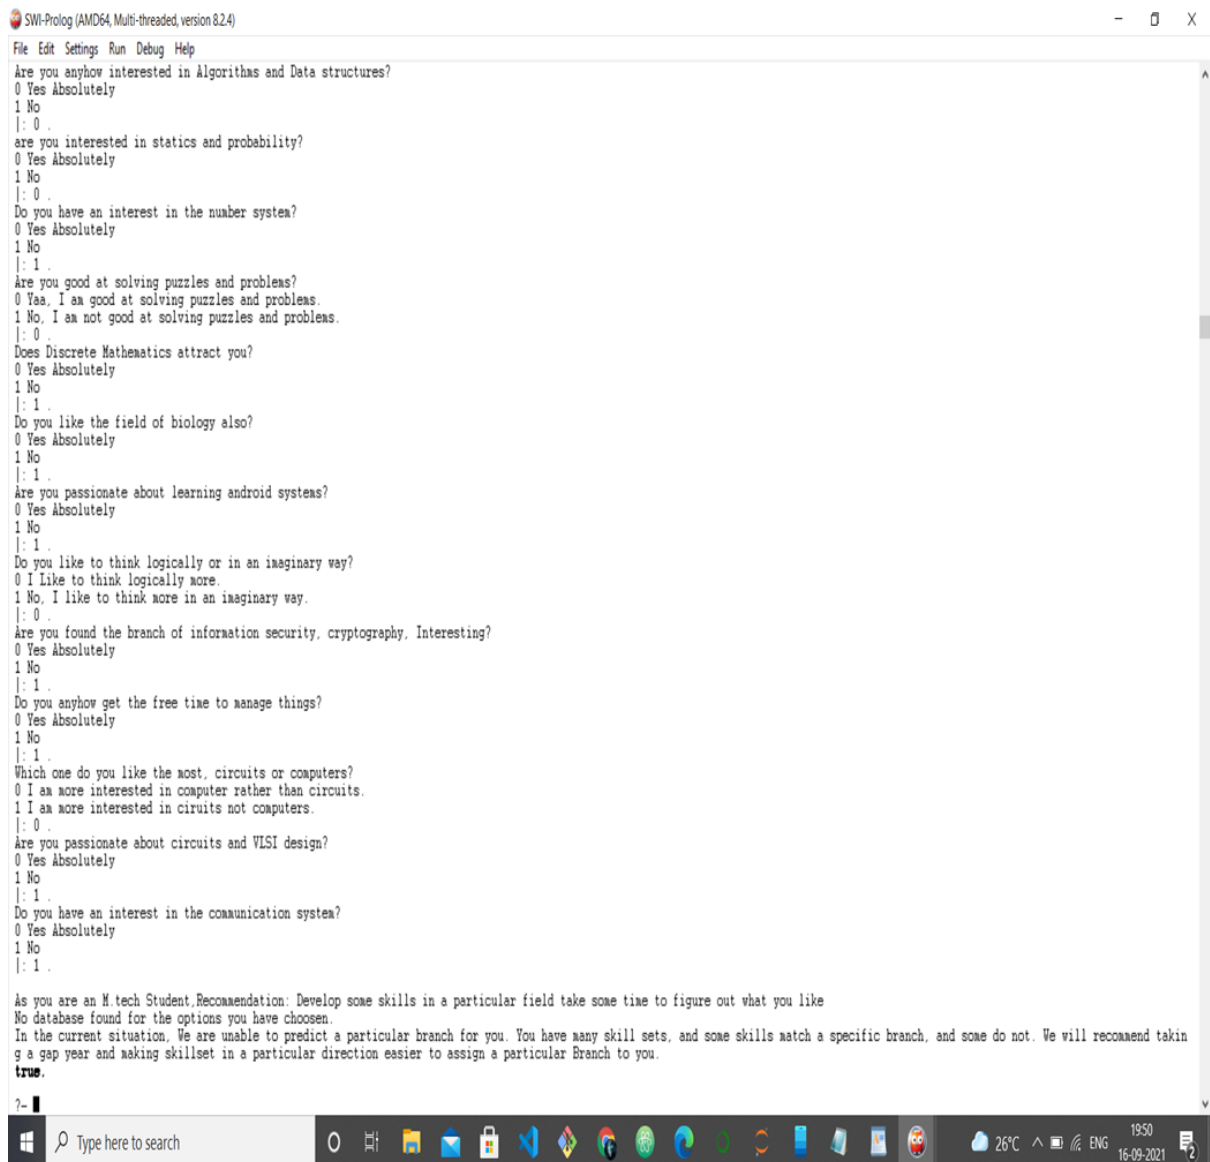 SWI-Prolog (AMD64, Multi-threaded, version 8.2.4)
File Edit Settings Run Debug Help
Are you anyhow interested in Algorithms and Data structures?
0 Yes Absolutely
1 No
|: 0 .
are you interested in statics and probability?
0 Yes Absolutely
1 No
|: 0 .
Do you have an interest in the number system?
0 Yes Absolutely
1 No
|: 1 .
Are you good at solving puzzles and problems?
0 Yaa, I am good at solving puzzles and problems.
1 No, I am not good at solving puzzles and problems.
|: 0 .
Does Discrete Mathematics attract you?
0 Yes Absolutely
1 No
|: 1 .
Do you like the field of biology also?
0 Yes Absolutely
1 No
|: 1 .
Are you passionate about learning android systems?
0 Yes Absolutely
1 No
|: 1 .
Do you like to think logically or in an imaginary way?
0 I Like to think logically more.
1 No, I like to think more in an imaginary way.
|: 0 .
Are you found the branch of information security, cryptography, Interesting?
0 Yes Absolutely
1 No
|: 1 .
Do you anyhow get the free time to manage things?
0 Yes Absolutely
1 No
|: 1 .
Which one do you like the most, circuits or computers?
0 I am more interested in computer rather than circuits.
1 I am more interested in ciruits not computers.
|: 0 .
Are you passionate about circuits and VLSI design?
0 Yes Absolutely
1 No
|: 1 .
Do you have an interest in the communication system?
0 Yes Absolutely
1 No
|: 1 .
As you are an M.tech Student,Recommendation: Develop some skills in a particular field take some time to figure out what you like
No database found for the options you have choosen.
In the current situation, We are unable to predict a particular branch for you. You have many skill sets, and some skills match a specific branch, and some do not. We will recommend takin
g a gap year and making skillset in a particular direction easier to assign a particular Branch to you.
true.
?-
Type here to search
26°C ENG 19:50
16-09-2021 2